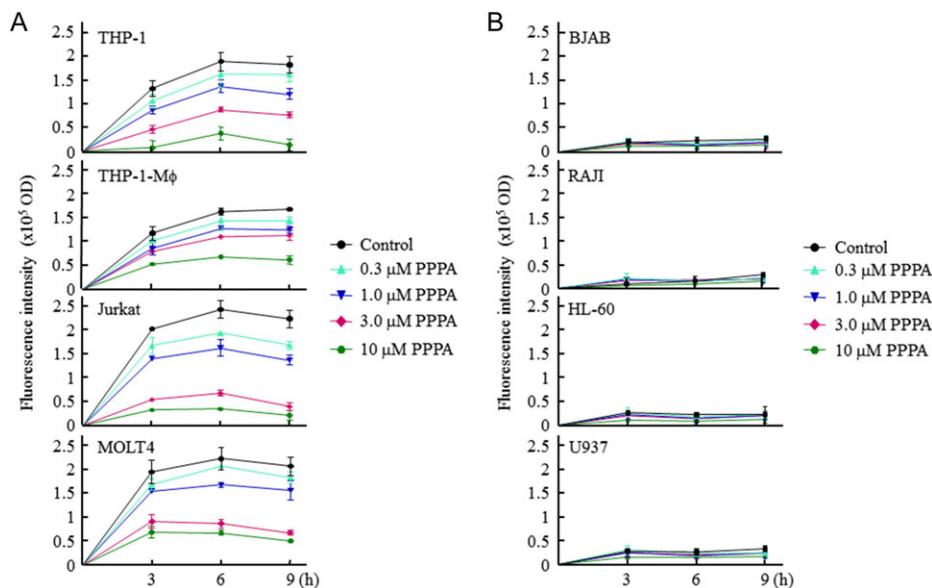 A
B
Fluorescence intensity (x10⁵ OD)
Fluorescence intensity (x10⁵ OD)
THP-1
2.5
2
1.5
1
0.5
0
THP-1-Mϕ
2.5
2
1.5
1
0.5
0
Jurkat
2.5
2
1.5
1
0.5
0
MOLT4
2.5
2
1.5
1
0.5
0
3 6 9 (h)
Control
0.3 μM PPPA
1.0 μM PPPA
3.0 μM PPPA
10 μM PPPA
BJAB
2.5
2
1.5
1
0.5
0
RAJI
2.5
2
1.5
1
0.5
0
HL-60
2.5
2
1.5
1
0.5
0
U937
2.5
2
1.5
1
0.5
0
3 6 9 (h)
Control
0.3 μM PPPA
1.0 μM PPPA
3.0 μM PPPA
10 μM PPPA